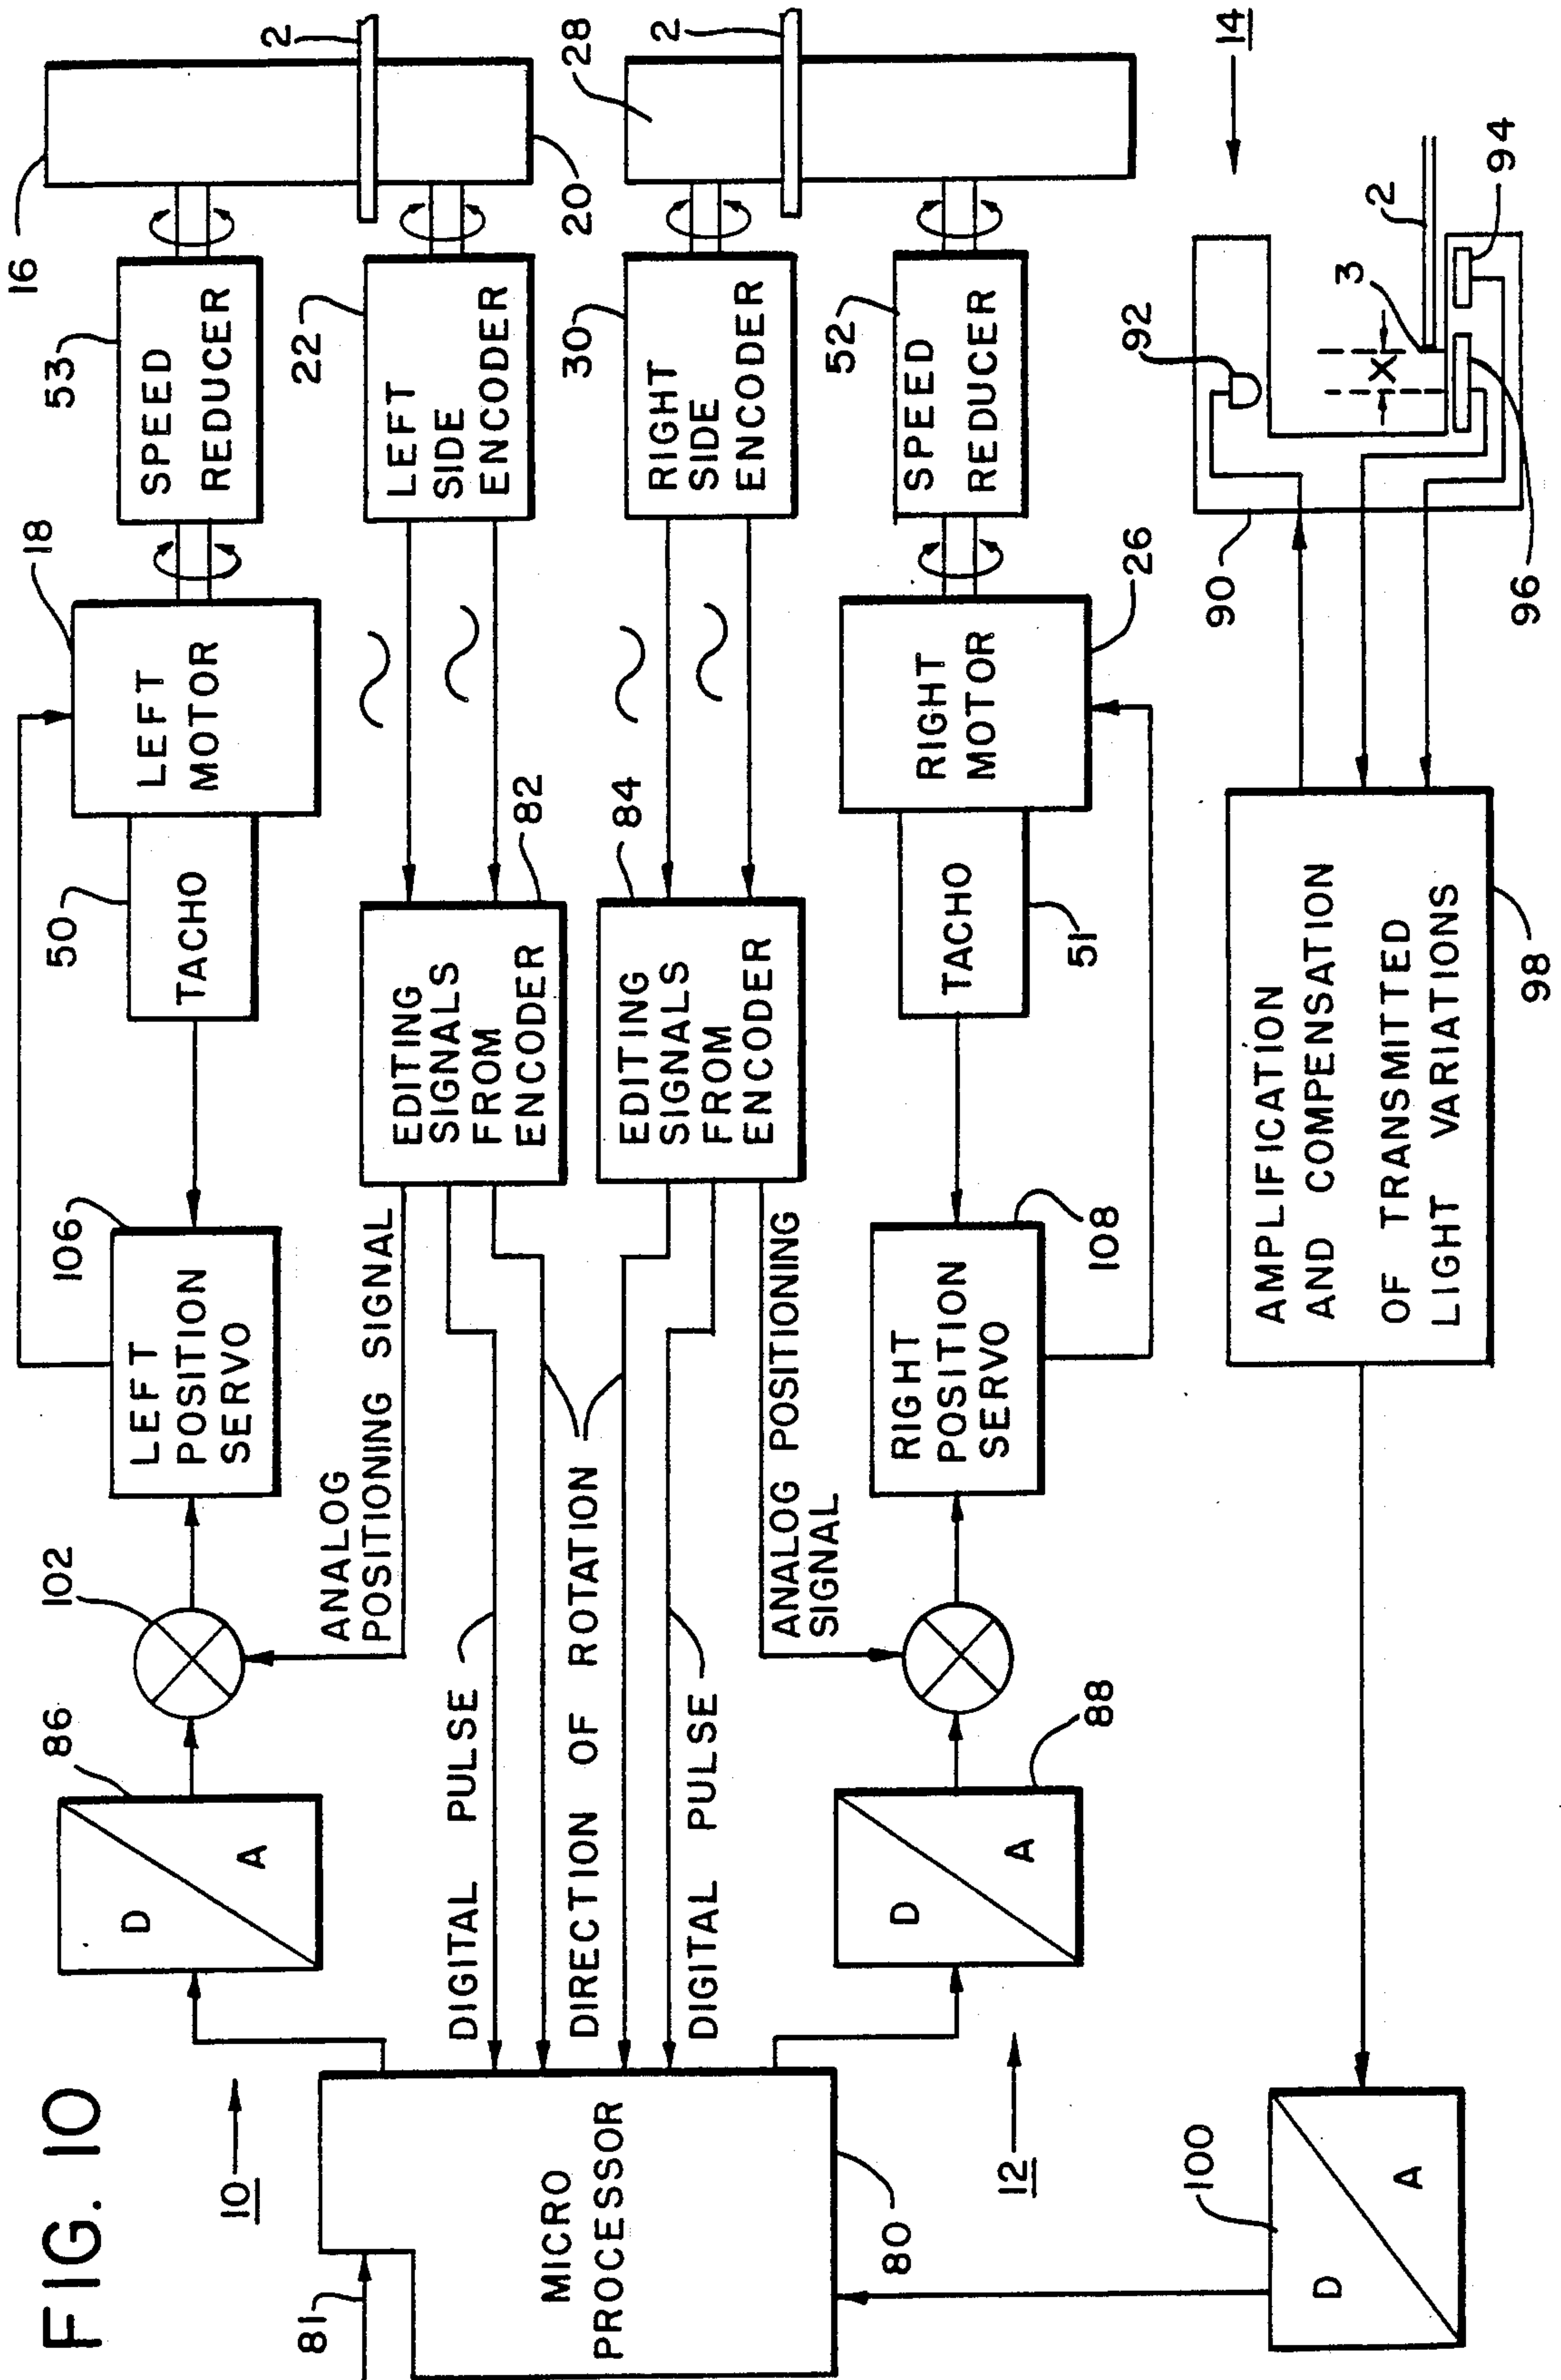 FIG. 10
16
2
28
2
14
53
SPEED
REDUCER
20
22
LEFT
SIDE
ENCODER
30
RIGHT
SIDE
ENCODER
52
SPEED
REDUCER
92
3
X
2
94
90
96
18
LEFT
MOTOR
RIGHT
MOTOR
26
50
TACHO
82
84
TACHO
51
EDITING
SIGNALS
FROM
ENCODER
EDITING
SIGNALS
FROM
ENCODER
AMPLIFICATION
AND COMPENSATION
OF TRANSMITTED
LIGHT VARIATIONS
98
106
LEFT
POSITION
SERVO
RIGHT
POSITION
SERVO
108
102
ANALOG
POSITIONING SIGNAL
DIGITAL PULSE
DIRECTION OF ROTATION
DIGITAL PULSE
ANALOG POSITIONING
SIGNAL
86
D
A
88
D
A
10
12
81
MICRO
PROCESSOR
80
100
D
A